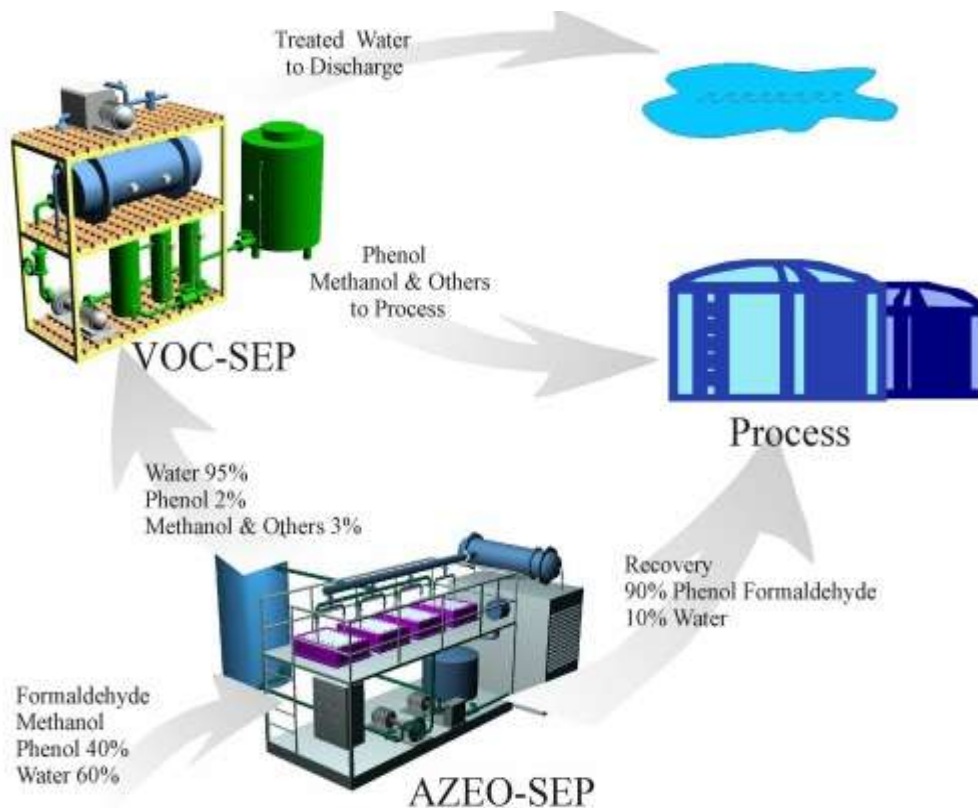 Treated Water
to Discharge
Phenol
Methanol & Others
to Process
VOC-SEP
Process
Water 95%
Phenol 2%
Methanol & Others 3%
Recovery
90% Phenol Formaldehyde
10% Water
Formaldehyde
Methanol
Phenol 40%
Water 60%
AZEO-SEP